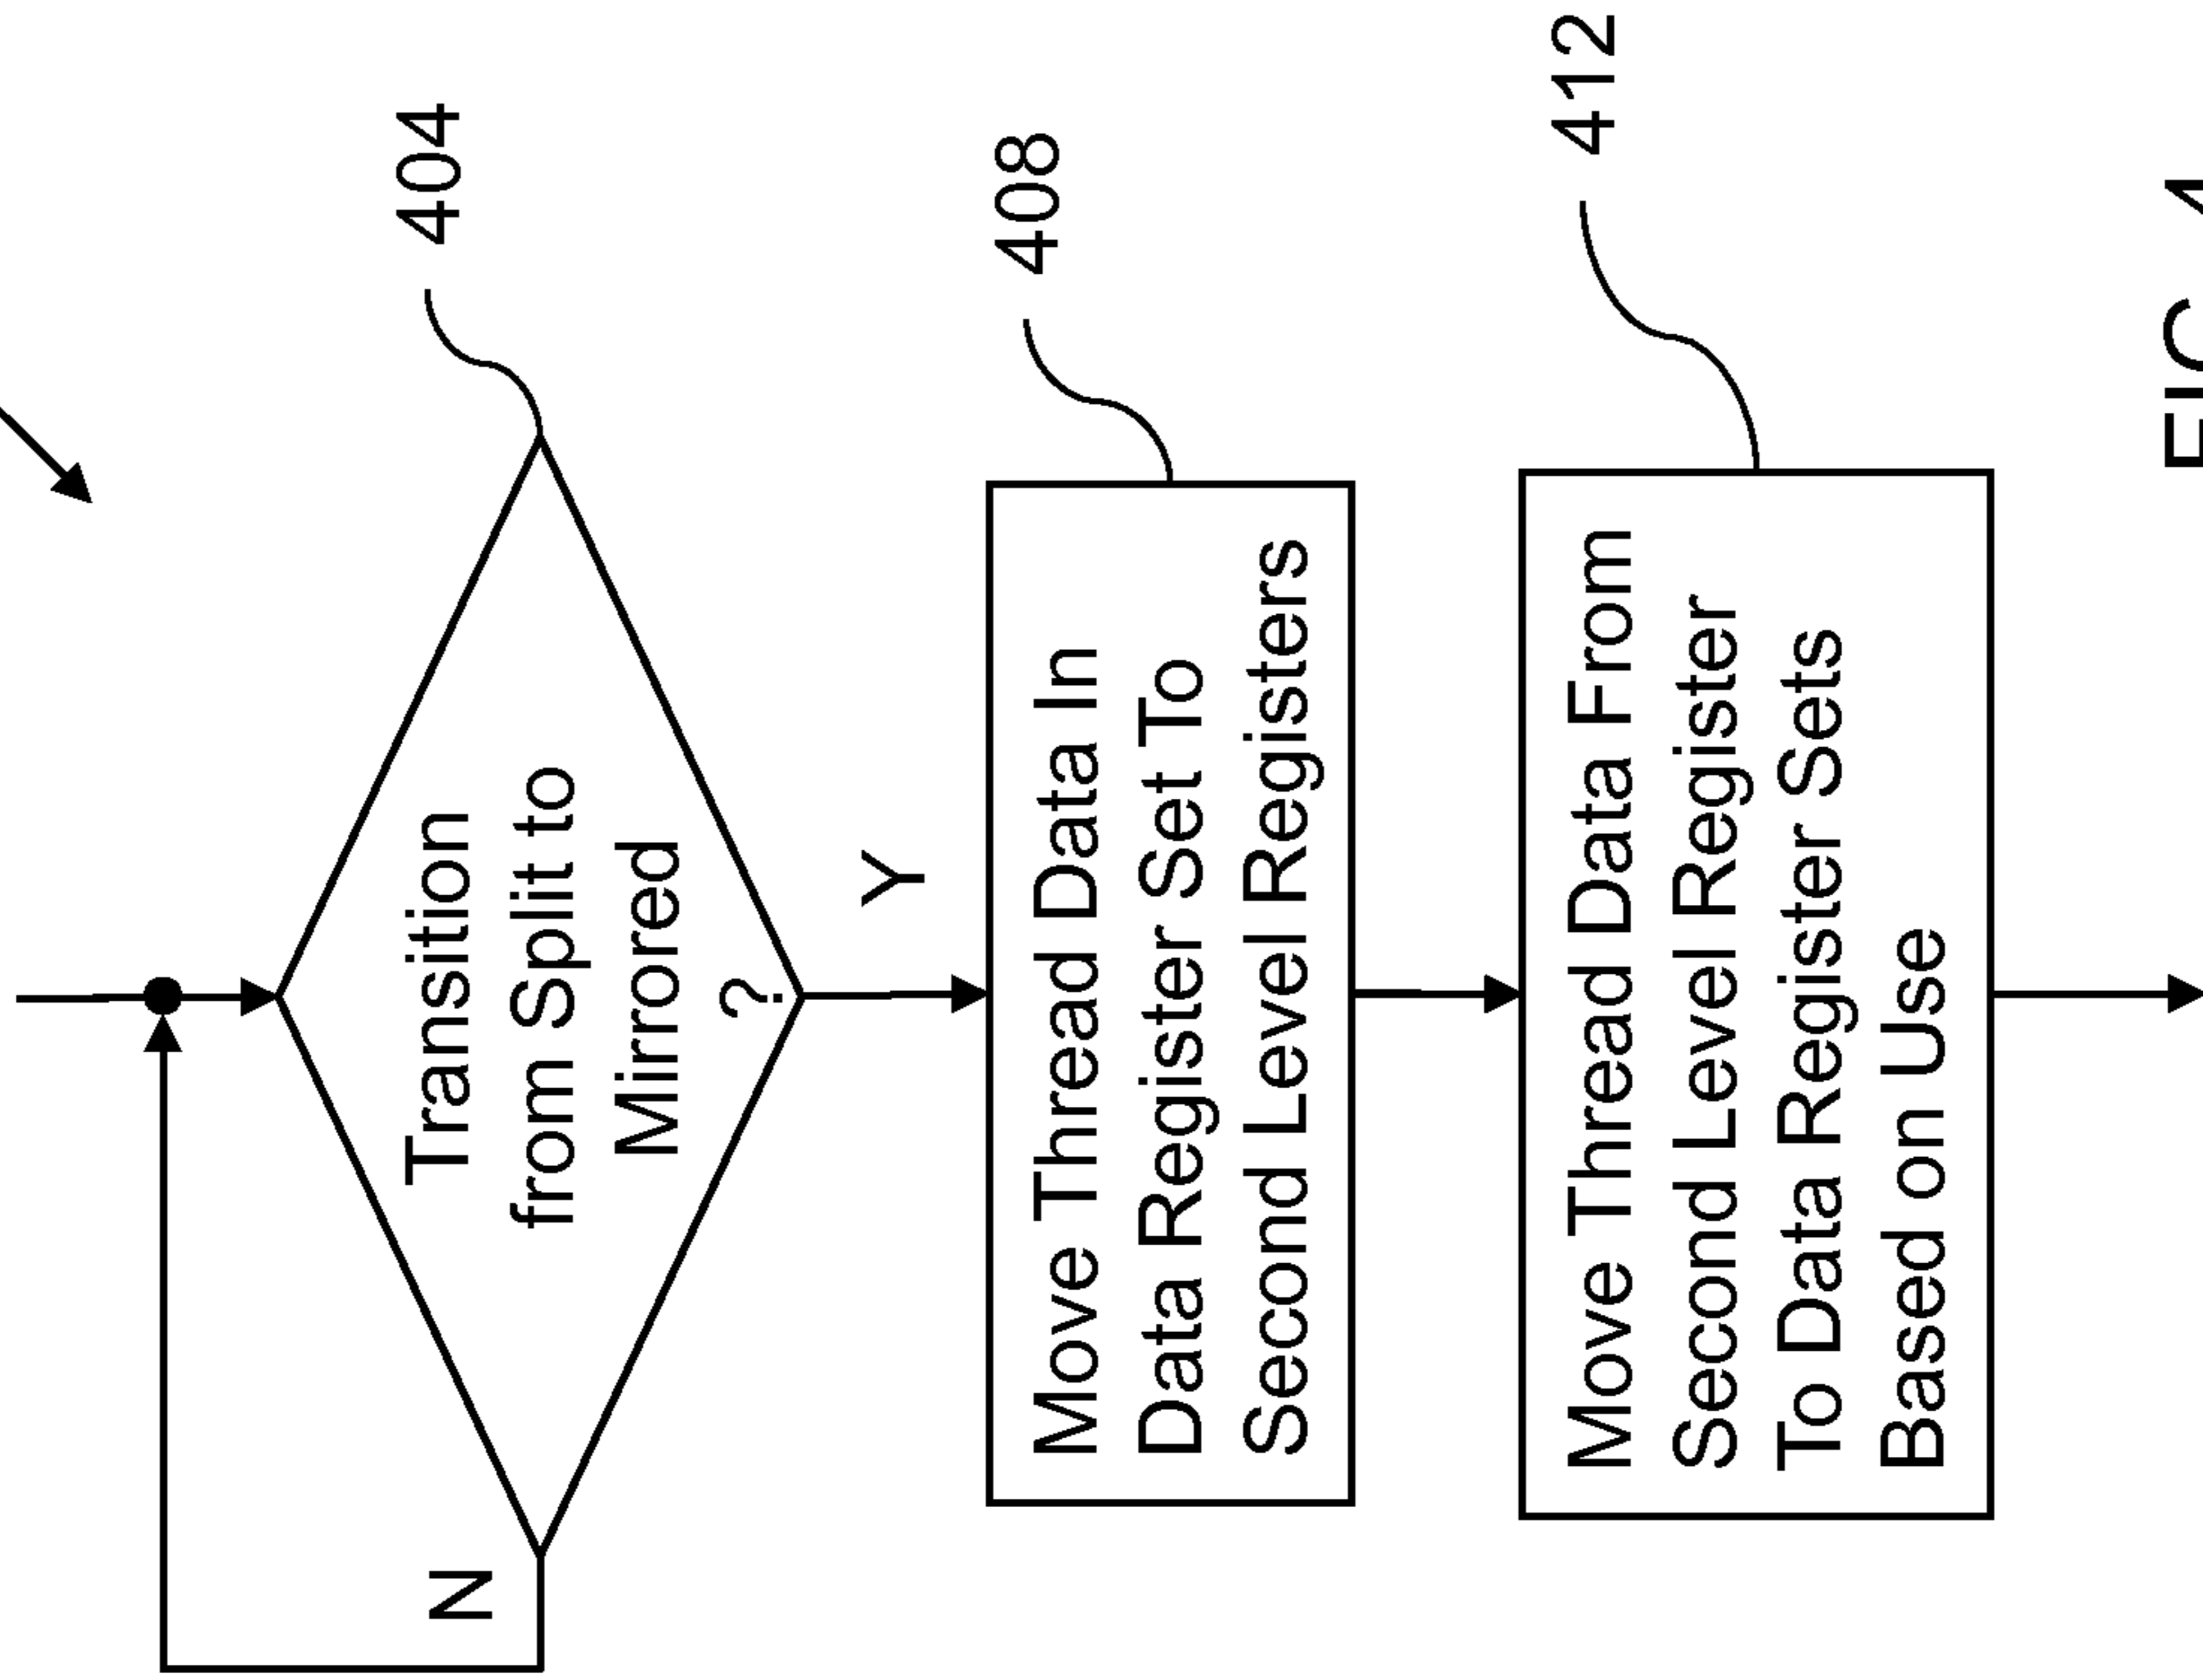 404
Transition
from Split to
Mirrored
?
N
Y
408
Move Thread Data In
Data Register Set To
Second Level Registers
412
Move Thread Data From
Second Level Register
To Data Register Sets
Based on Use